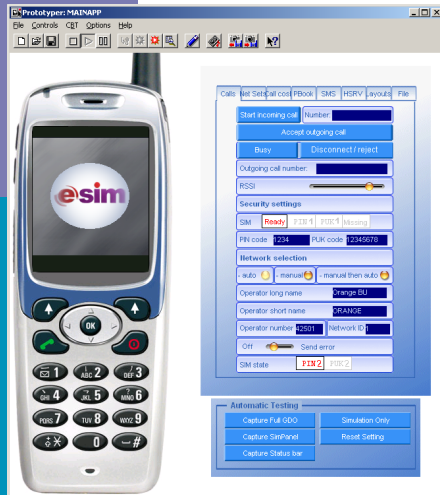 Prototyper: MAINAPP
File Controls CBT Options Help
Calls Net Sets Call cost PBook SMS HSRV Layouts File
Start incoming call Number:
Accept outgoing call
Busy Disconnect / reject
Outgoing call number:
RSSI
Security settings
SIM Ready PIN 1 PUK 1 Missing
PIN code 1234 PUK code 12345678
Network selection
- auto - manual - manual then auto
Operator long name Orange BU
Operator short name ORANGE
Operator number 42501 Network ID 1
Off Send error
SIM state PIN 2 PUK 2
Automatic Testing
Capture Full GDO Simulation Only
Capture SimPanel Reset Setting
Capture Status bar
esim
OK
1 ABC 2 DEF 3
GHI 4 JKL 5 MNO 6
PQRS 7 TUV 8 WXYZ 9
0 #